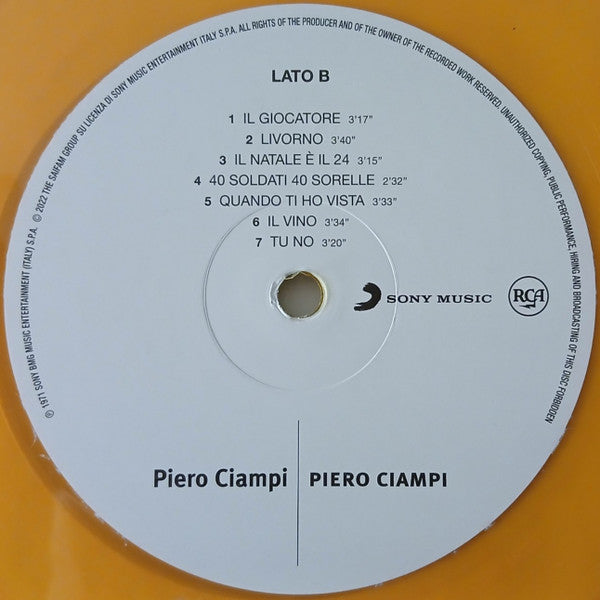 ℗ 1971 SONY BMG MUSIC ENTERTAINMENT (ITALY) S.P.A. © 2022 THE SAIFAM GROUP SU LICENZA DI SONY MUSIC ENTERTAINMENT ITALY S.P.A. ALL RIGHTS OF THE PRODUCER AND OF THE OWNER OF THE RECORDED WORK RESERVED. UNAUTHORIZED COPYING, PUBLIC PERFORMANCE, HIRING AND BROADCASTING OF THIS DISC FORBIDDEN
LATO B
1 IL GIOCATORE 3'17"
2 LIVORNO 3'40"
3 IL NATALE È IL 24 3'15"
4 40 SOLDATI 40 SORELLE 2'32"
5 QUANDO TI HO VISTA 3'33"
6 IL VINO 3'34"
7 TU NO 3'20"
SONY MUSIC RCA
Piero Ciampi PIERO CIAMPI